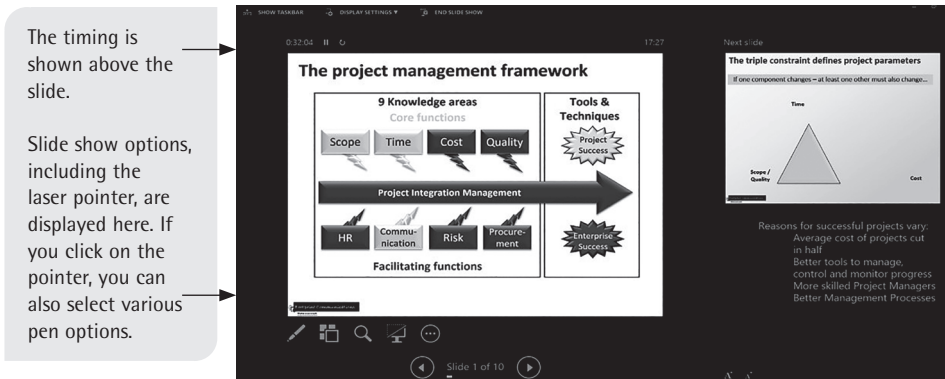 The timing is
shown above the
slide.
Slide show options,
including the
laser pointer, are
displayed here. If
you click on the
pointer, you can
also select various
pen options.
SHOW TASKBAR DISPLAY SETTINGS ▼ END SLIDE SHOW
0:32:04 17:27
The project management framework
9 Knowledge areas
Core functions
Scope Time Cost Quality
Project Integration Management
HR Commu-
nication Risk Procure-
ment
Facilitating functions
Tools &
Techniques
Project
Success
Enterprise
Success
Slide 1 of 10
Next slide
The triple constraint defines project parameters
If one component changes – at least one other must also change...
Time
Scope /
Quality
Cost
Reasons for successful projects vary:
Average cost of projects cut
in half
Better tools to manage,
control and monitor progress
More skilled Project Managers
Better Management Processes
A A